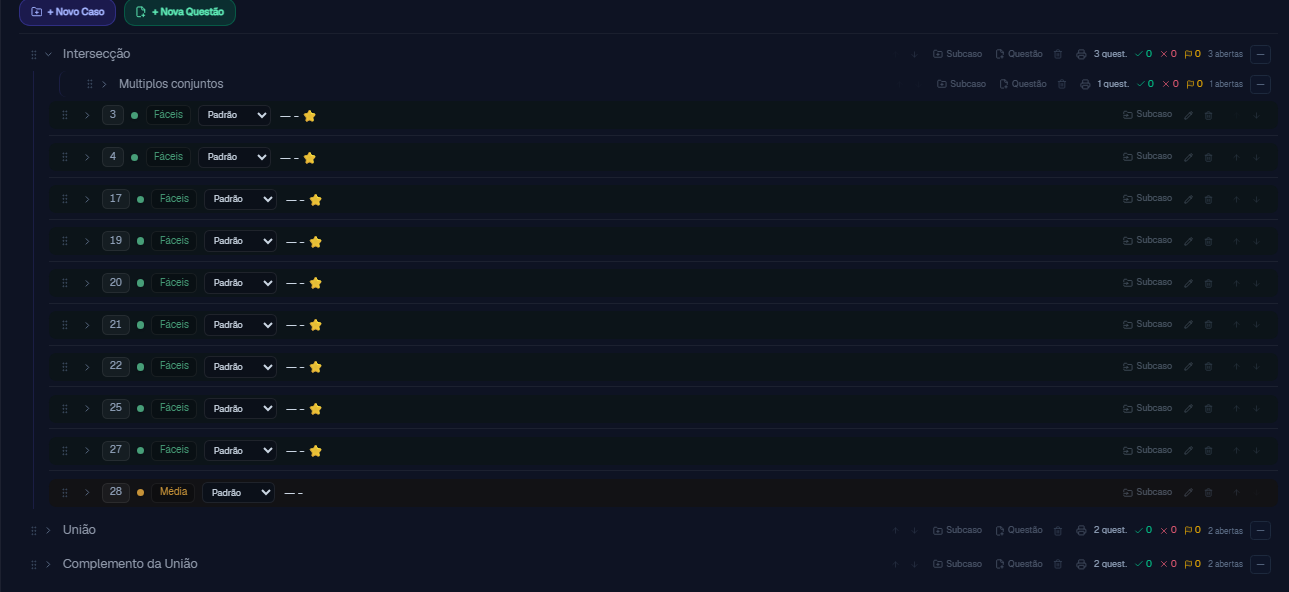 + Novo Caso + Nova Questão
Intersecção Subcaso Questão 3 quest. 0 0 0 3 abertas
Multiplos conjuntos Subcaso Questão 1 quest. 0 0 0 1 abertas
3 Fáceis Padrão — – Subcaso
4 Fáceis Padrão — – Subcaso
17 Fáceis Padrão — – Subcaso
19 Fáceis Padrão — – Subcaso
20 Fáceis Padrão — – Subcaso
21 Fáceis Padrão — – Subcaso
22 Fáceis Padrão — – Subcaso
25 Fáceis Padrão — – Subcaso
27 Fáceis Padrão — – Subcaso
28 Média Padrão — – Subcaso
União Subcaso Questão 2 quest. 0 0 0 2 abertas
Complemento da União Subcaso Questão 2 quest. 0 0 0 2 abertas